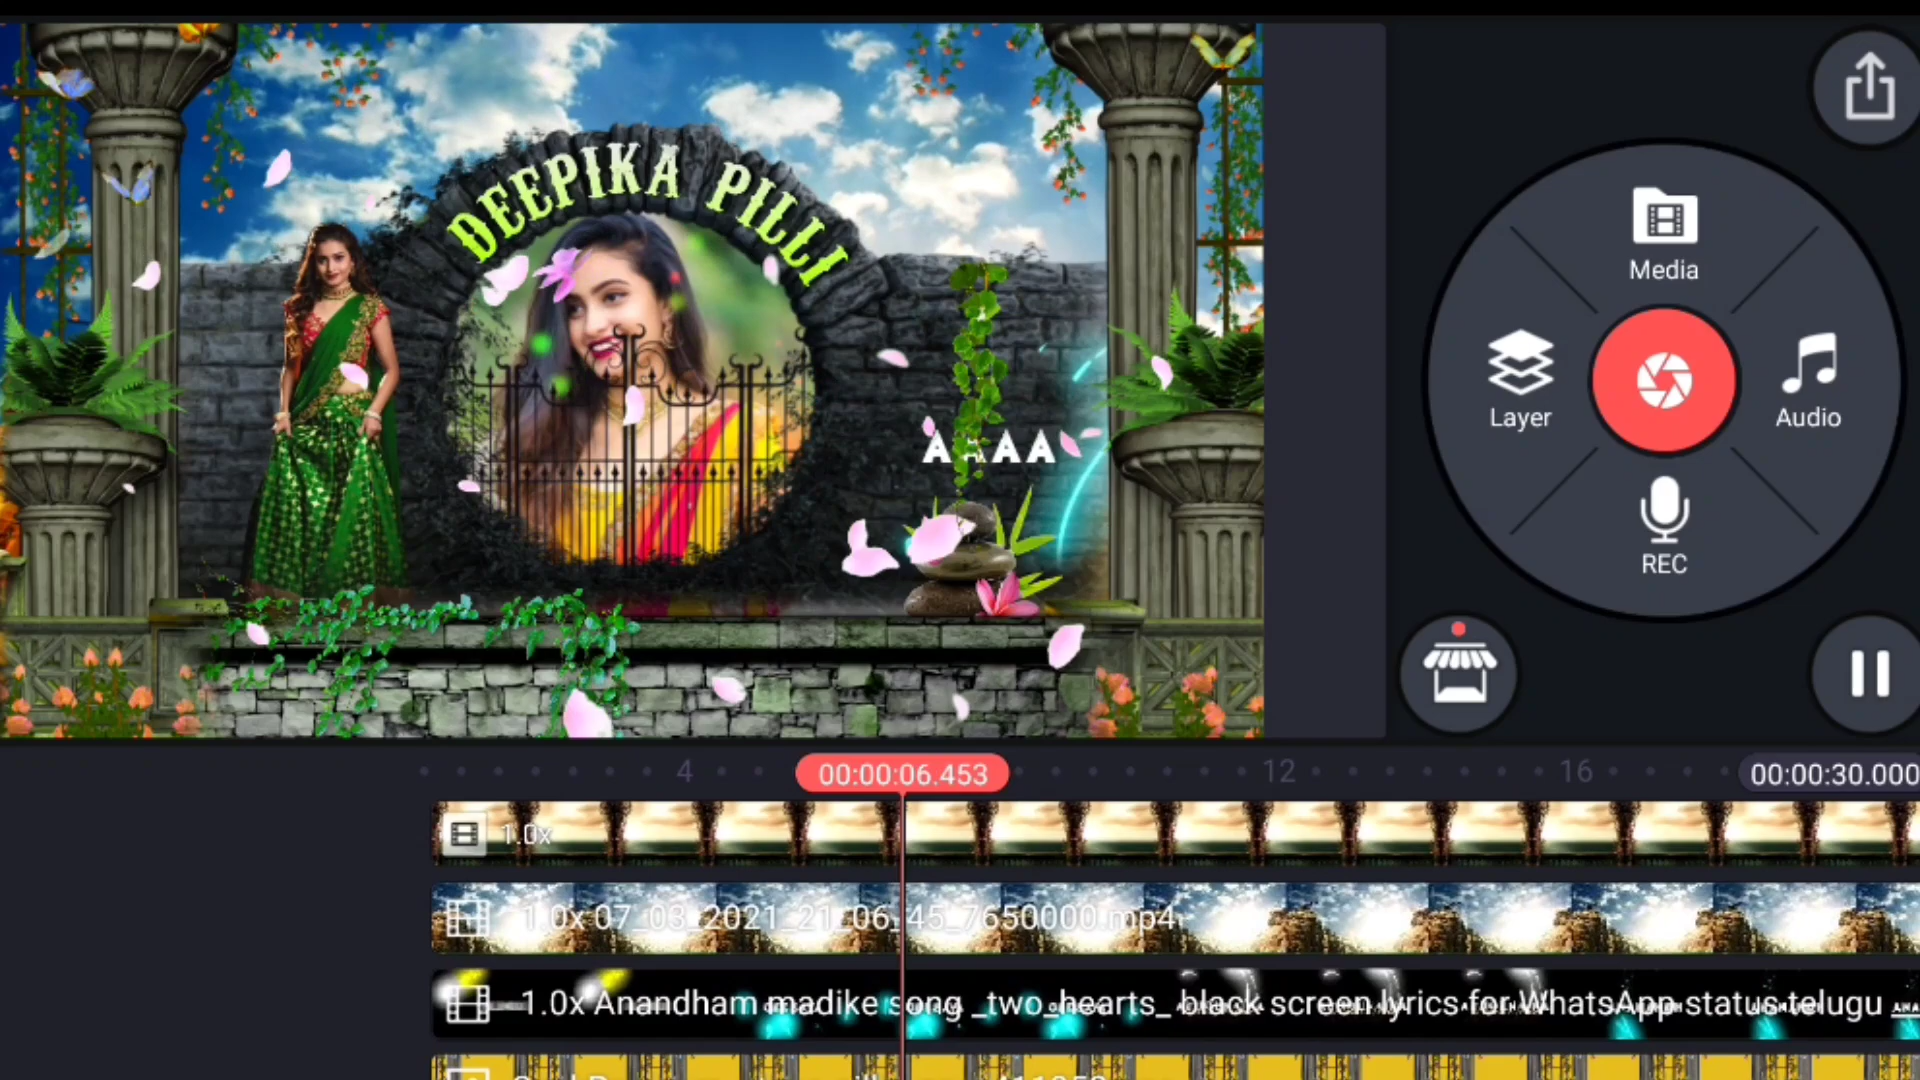 DEEPIKA PILLI
Media
Layer
Audio
REC
4
00:00:06.453
12
16
00:00:30.000
1.0x
1.0x 07_03_2021_21_06_45_7650000.mp4
1.0x Anandham madike song _two_hearts_ black screen lyrics for WhatsApp status telugu